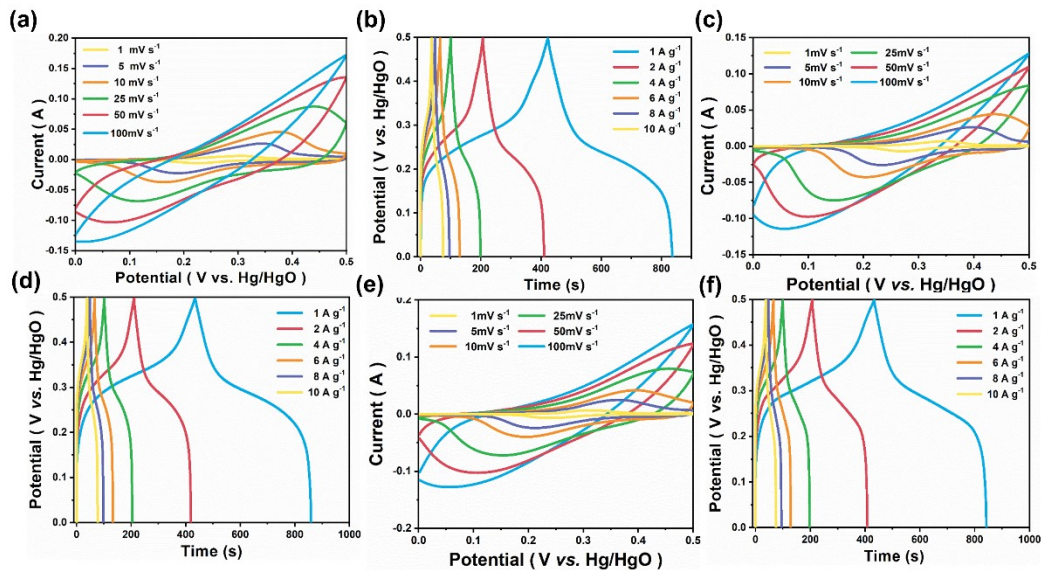 (a)
0.20
0.15
0.10
0.05
0.00
-0.05
-0.10
-0.15
Current ( A )
1 mV s⁻¹
5 mV s⁻¹
10 mV s⁻¹
25 mV s⁻¹
50 mV s⁻¹
100mV s⁻¹
0.0 0.1 0.2 0.3 0.4 0.5
Potential ( V vs. Hg/HgO )
(b)
0.5
0.4
0.3
0.2
0.1
0.0
Potential ( V vs. Hg/HgO )
1 A g⁻¹
2 A g⁻¹
4 A g⁻¹
6 A g⁻¹
8 A g⁻¹
10 A g⁻¹
0 200 400 600 800
Time (s)
(c)
0.15
0.10
0.05
0.00
-0.05
-0.10
-0.15
Current ( A )
1mV s⁻¹ 25mV s⁻¹
5mV s⁻¹ 50mV s⁻¹
10mV s⁻¹ 100mV s⁻¹
0.0 0.1 0.2 0.3 0.4 0.5
Potential ( V vs. Hg/HgO )
(d)
0.5
0.4
0.3
0.2
0.1
0.0
Potential ( V vs. Hg/HgO )
1 A g⁻¹
2 A g⁻¹
4 A g⁻¹
6 A g⁻¹
8 A g⁻¹
10 A g⁻¹
0 200 400 600 800 1000
Time (s)
(e)
0.2
0.1
0.0
-0.1
-0.2
Current ( A )
1mV s⁻¹ 25mV s⁻¹
5mV s⁻¹ 50mV s⁻¹
10mV s⁻¹ 100mV s⁻¹
0.0 0.1 0.2 0.3 0.4 0.5
Potential ( V vs. Hg/HgO )
(f)
0.5
0.4
0.3
0.2
0.1
0.0
Potential ( V vs. Hg/HgO )
1 A g⁻¹
2 A g⁻¹
4 A g⁻¹
6 A g⁻¹
8 A g⁻¹
10 A g⁻¹
0 200 400 600 800 1000
Time (s)